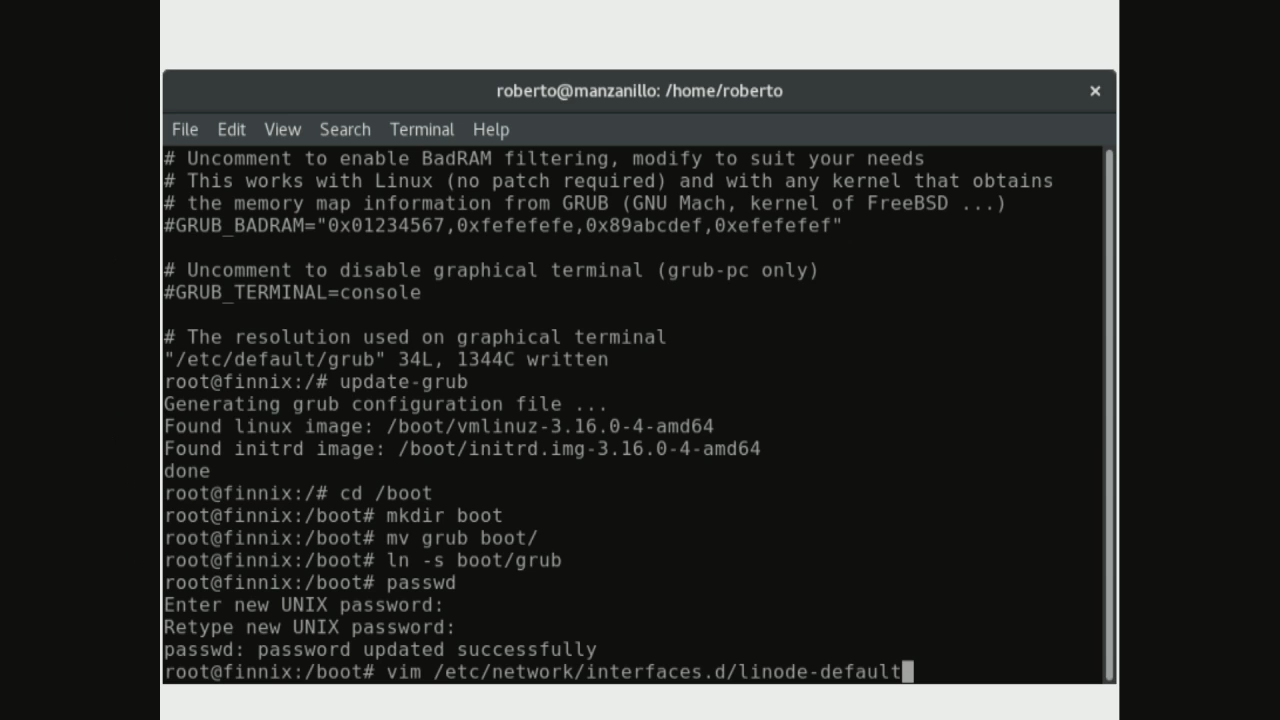 roberto@manzanillo: /home/roberto ×
File Edit View Search Terminal Help
# Uncomment to enable BadRAM filtering, modify to suit your needs
# This works with Linux (no patch required) and with any kernel that obtains
# the memory map information from GRUB (GNU Mach, kernel of FreeBSD ...)
#GRUB_BADRAM="0x01234567,0xfefefefe,0x89abcdef,0xefefefef"
# Uncomment to disable graphical terminal (grub-pc only)
#GRUB_TERMINAL=console
# The resolution used on graphical terminal
"/etc/default/grub" 34L, 1344C written
root@finnix:/# update-grub
Generating grub configuration file ...
Found linux image: /boot/vmlinuz-3.16.0-4-amd64
Found initrd image: /boot/initrd.img-3.16.0-4-amd64
done
root@finnix:/# cd /boot
root@finnix:/boot# mkdir boot
root@finnix:/boot# mv grub boot/
root@finnix:/boot# ln -s boot/grub
root@finnix:/boot# passwd
Enter new UNIX password:
Retype new UNIX password:
passwd: password updated successfully
root@finnix:/boot# vim /etc/network/interfaces.d/linode-default